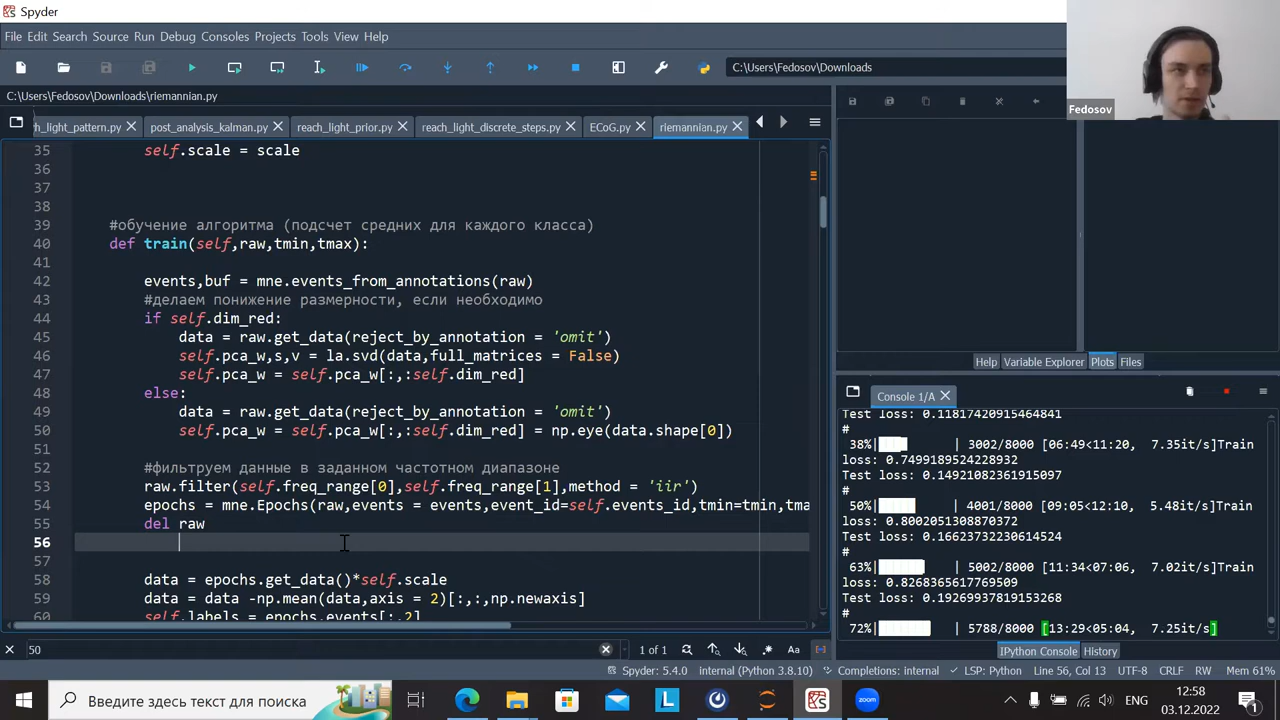 Spyder
File Edit Search Source Run Debug Consoles Projects Tools View Help
C:\Users\Fedosov\Downloads
Fedosov
C:\Users\Fedosov\Downloads\riemannian.py
h_light_pattern.py post_analysis_kalman.py reach_light_prior.py reach_light_discrete_steps.py ECoG.py riemannian.py
35 self.scale = scale
36
37
38
39 #обучение алгоритма (подсчет средних для каждого класса)
40 def train(self,raw,tmin,tmax):
41
42 events,buf = mne.events_from_annotations(raw)
43 #делаем понижение размерности, если необходимо
44 if self.dim_red:
45 data = raw.get_data(reject_by_annotation = 'omit')
46 self.pca_w,s,v = la.svd(data,full_matrices = False)
47 self.pca_w = self.pca_w[:,:self.dim_red]
48 else:
49 data = raw.get_data(reject_by_annotation = 'omit')
50 self.pca_w = self.pca_w[:,:self.dim_red] = np.eye(data.shape[0])
51
52 #фильтруем данные в заданном частотном диапазоне
53 raw.filter(self.freq_range[0],self.freq_range[1],method = 'iir')
54 epochs = mne.Epochs(raw,events = events,event_id=self.events_id,tmin=tmin,tma
55 del raw
56
57
58 data = epochs.get_data()*self.scale
59 data = data -np.mean(data,axis = 2)[:,:,np.newaxis]
60 self.labels = epochs.events[:,2]
50
1 of 1
Aa
Help Variable Explorer Plots Files
Console 1/A
Test loss: 0.11817420915464841
#
38%| | 3002/8000 [06:49<11:20, 7.35it/s]Train
loss: 0.7499189524228932
Test loss: 0.14921082361915097
#
50%| | 4001/8000 [09:05<12:10, 5.48it/s]Train
loss: 0.8002051308870372
Test loss: 0.16623732230614524
#
63%| | 5002/8000 [11:34<07:06, 7.02it/s]Train
loss: 0.8268365617769509
Test loss: 0.19269937819153268
#
72%| | 5788/8000 [13:29<05:04, 7.25it/s]
IPython Console History
Spyder: 5.4.0 internal (Python 3.8.10) Completions: internal LSP: Python Line 56, Col 13 UTF-8 CRLF RW Mem 61%
Введите здесь текст для поиска
L
zoom
ENG
12:58
03.12.2022
1